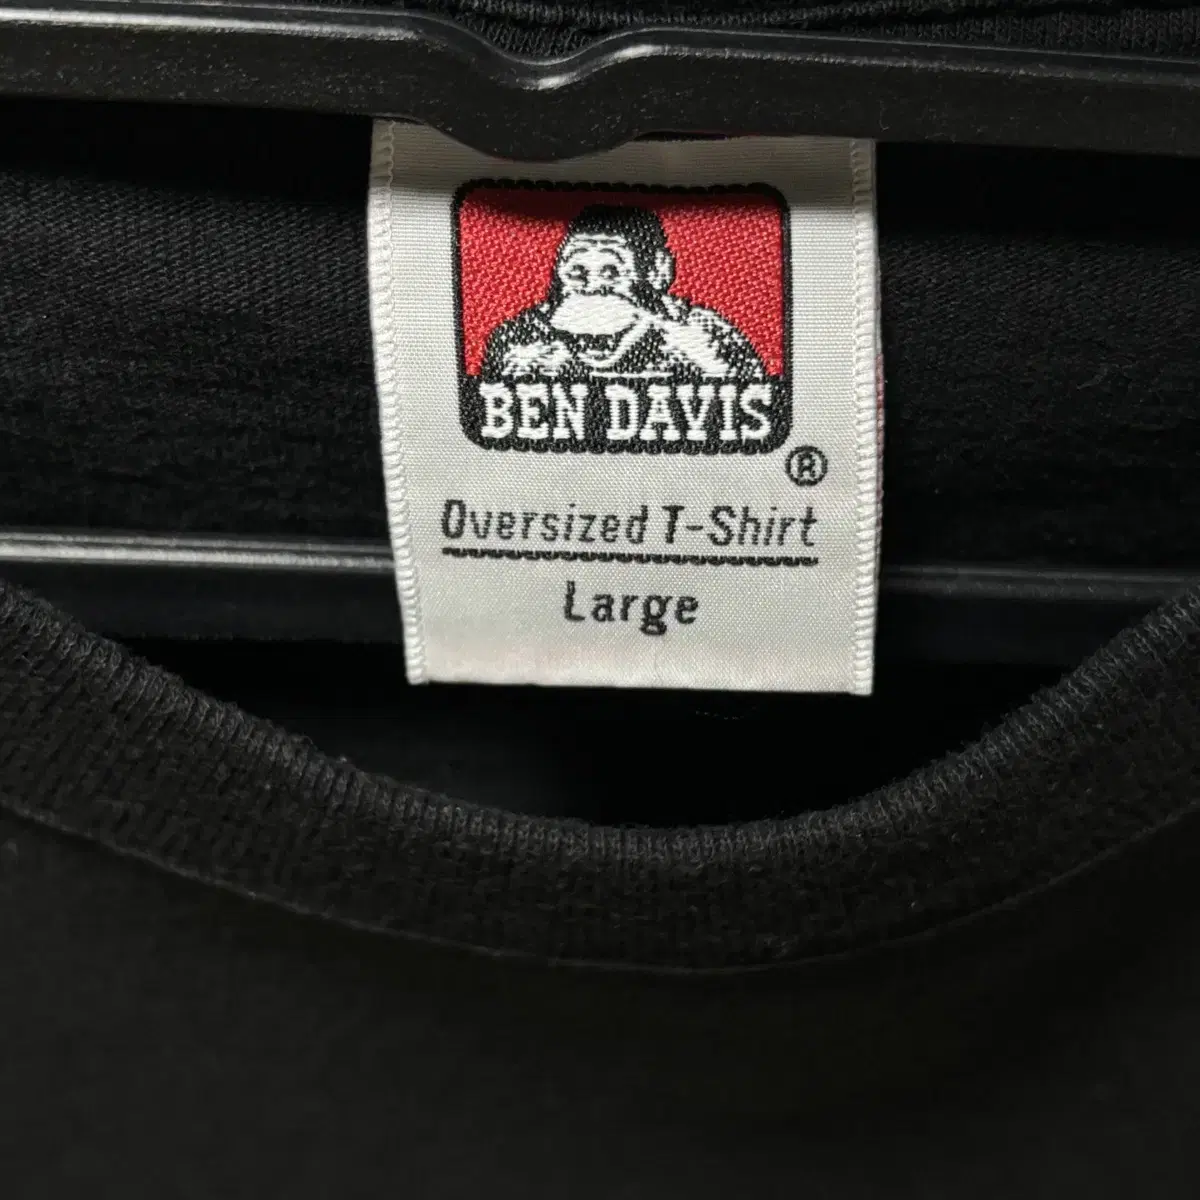 BEN DAVIS
®
Oversized T-Shirt
Large